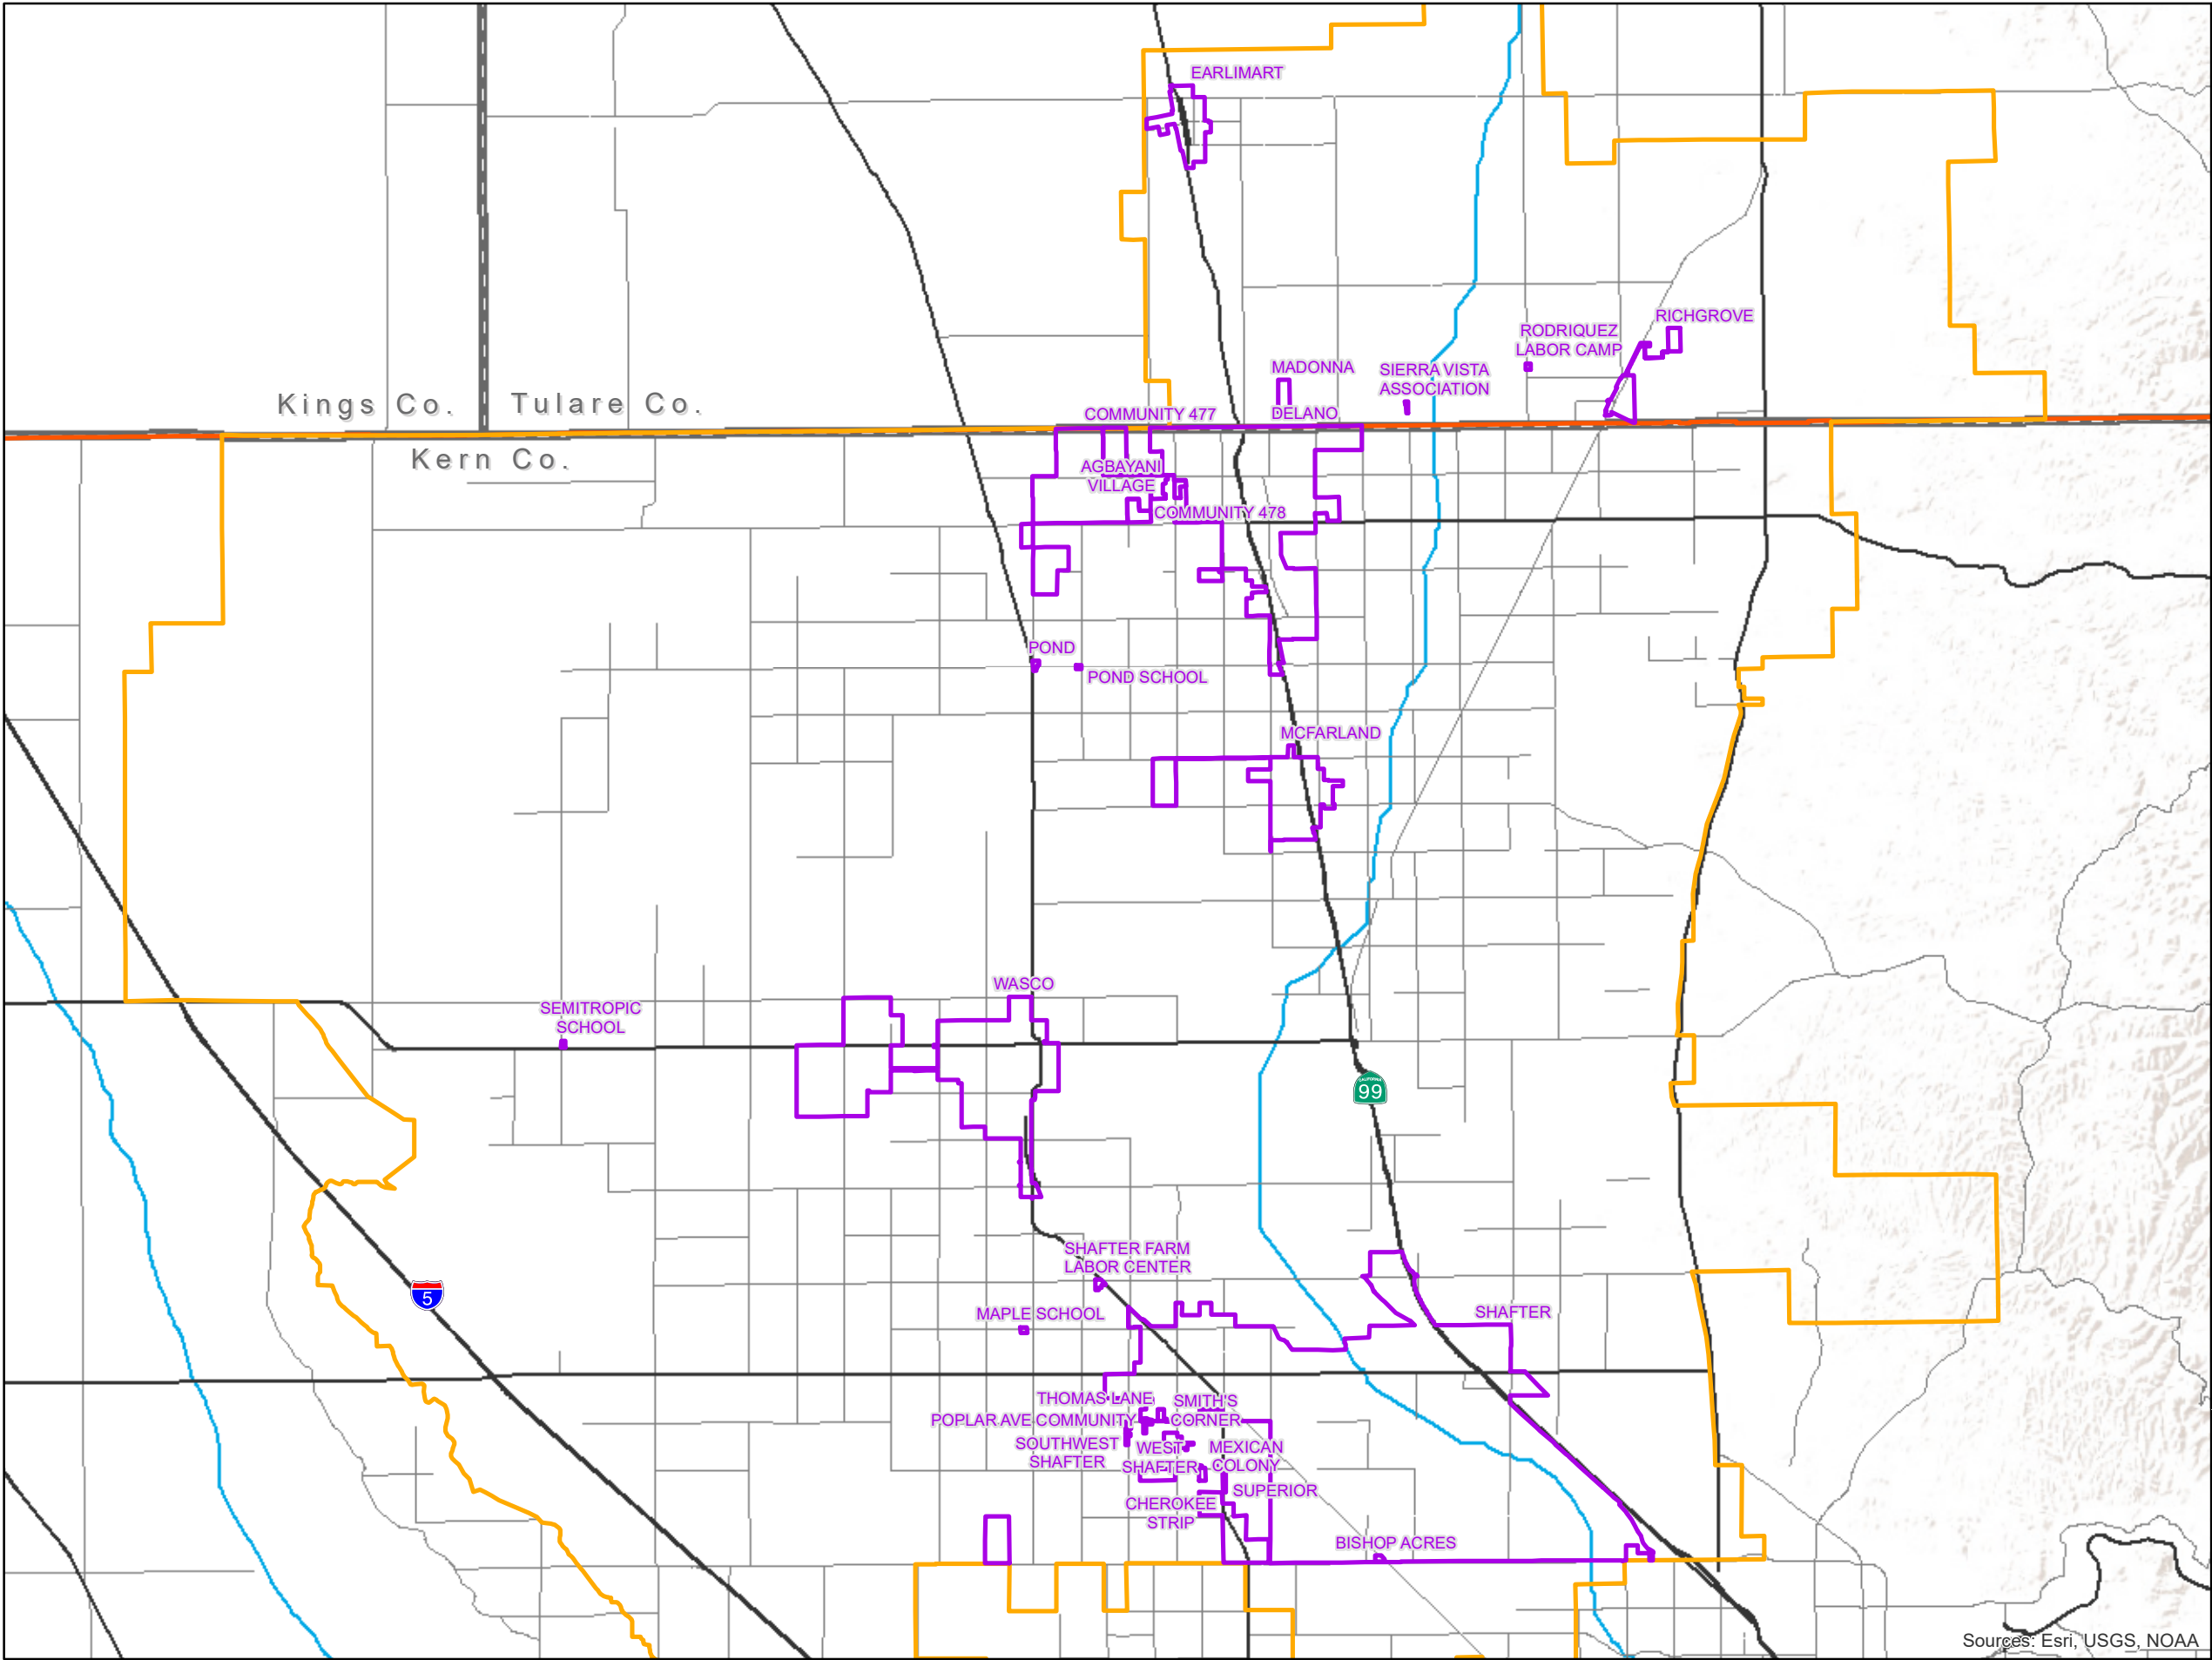 EARLIMART
RICHGROVE
RODRIQUEZ
LABOR CAMP
MADONNA
SIERRA VISTA
ASSOCIATION
Kings Co.
Tulare Co.
COMMUNITY 477
DELANO
Kern Co.
AGBAYANI
VILLAGE
COMMUNITY 478
POND
POND SCHOOL
MCFARLAND
WASCO
SEMITROPIC
SCHOOL
CALIFORNIA
99
SHAFTER FARM
LABOR CENTER
5
MAPLE SCHOOL
SHAFTER
THOMAS LANE
SMITH'S
CORNER
POPLAR AVE COMMUNITY
SOUTHWEST
SHAFTER
WEST
SHAFTER
MEXICAN
COLONY
SUPERIOR
CHEROKEE
STRIP
BISHOP ACRES
Sources: Esri, USGS, NOAA